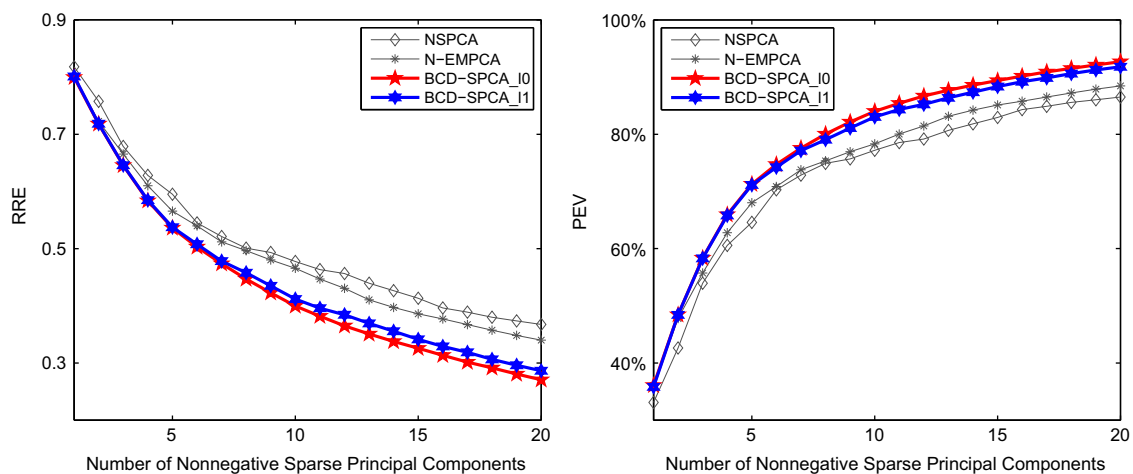 0.9
0.7
0.5
0.3
RRE
5
10
15
20
Number of Nonnegative Sparse Principal Components
NSPCA
N−EMPCA
BCD−SPCA_l0
BCD−SPCA_l1
100%
80%
60%
40%
PEV
5
10
15
20
Number of Nonnegative Sparse Principal Components
NSPCA
N−EMPCA
BCD−SPCA_l0
BCD−SPCA_l1